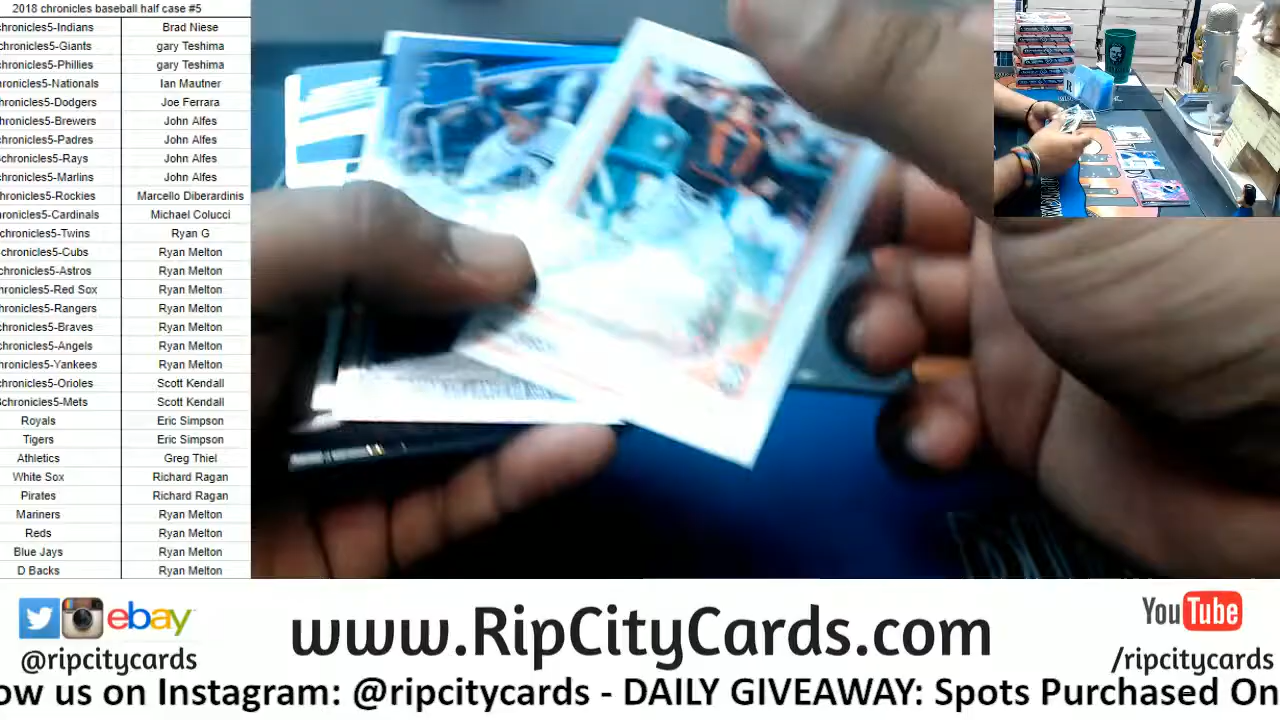 2018 chronicles baseball half case #5
chronicles5-Indians Brad Niese
chronicles5-Giants gary Teshima
chronicles5-Phillies gary Teshima
chronicles5-Nationals Ian Mautner
chronicles5-Dodgers Joe Ferrara
chronicles5-Brewers John Alfes
chronicles5-Padres John Alfes
chronicles5-Rays John Alfes
chronicles5-Marlins John Alfes
chronicles5-Rockies Marcello Diberardinis
chronicles5-Cardinals Michael Colucci
chronicles5-Twins Ryan G
chronicles5-Cubs Ryan Melton
chronicles5-Astros Ryan Melton
chronicles5-Red Sox Ryan Melton
chronicles5-Rangers Ryan Melton
chronicles5-Braves Ryan Melton
chronicles5-Angels Ryan Melton
chronicles5-Yankees Ryan Melton
chronicles5-Orioles Scott Kendall
chronicles5-Mets Scott Kendall
Royals Eric Simpson
Tigers Eric Simpson
Athletics Greg Thiel
White Sox Richard Ragan
Pirates Richard Ragan
Mariners Ryan Melton
Reds Ryan Melton
Blue Jays Ryan Melton
D Backs Ryan Melton
ebay
@ripcitycards
www.RipCityCards.com
YouTube
/ripcitycards
ow us on Instagram: @ripcitycards - DAILY GIVEAWAY: Spots Purchased On